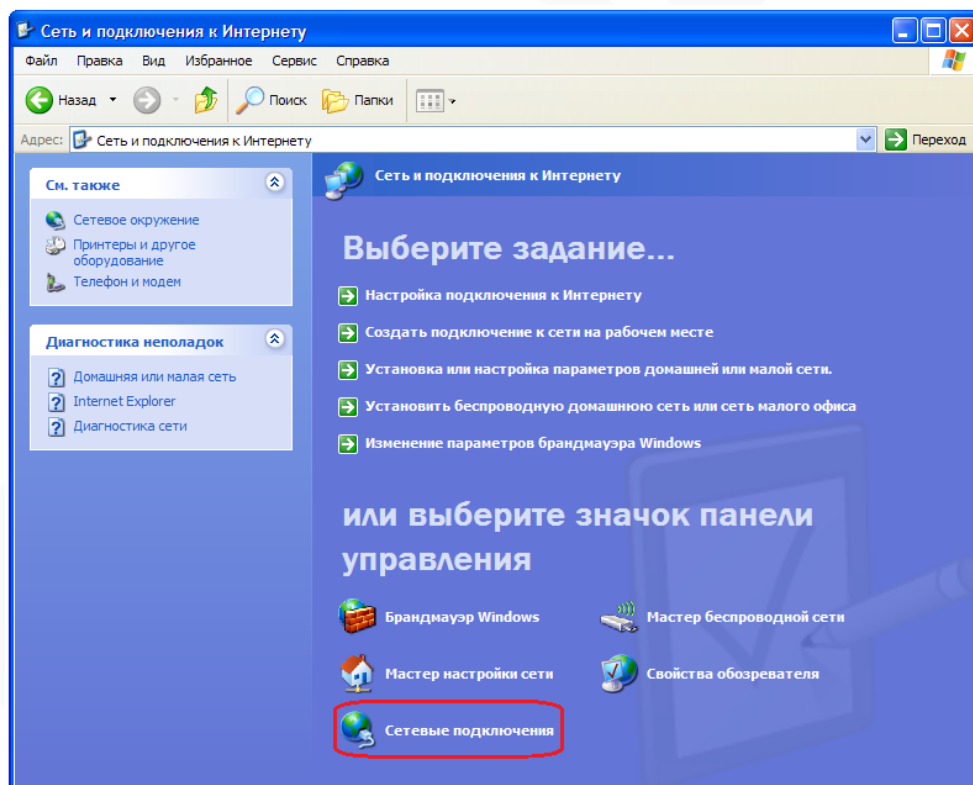 Сеть и подключения к Интернету
Файл Правка Вид Избранное Сервис Справка
Назад Поиск Папки
Адрес: Сеть и подключения к Интернету Переход
См. также
Сетевое окружение
Принтеры и другое
оборудование
Телефон и модем
Диагностика неполадок
Домашняя или малая сеть
Internet Explorer
Диагностика сети
Сеть и подключения к Интернету
Выберите задание...
Настройка подключения к Интернету
Создать подключение к сети на рабочем месте
Установка или настройка параметров домашней или малой сети.
Установить беспроводную домашнюю сеть или сеть малого офиса
Изменение параметров брандмауэра Windows
или выберите значок панели
управления
Брандмауэр Windows Мастер беспроводной сети
Мастер настройки сети Свойства обозревателя
Сетевые подключения